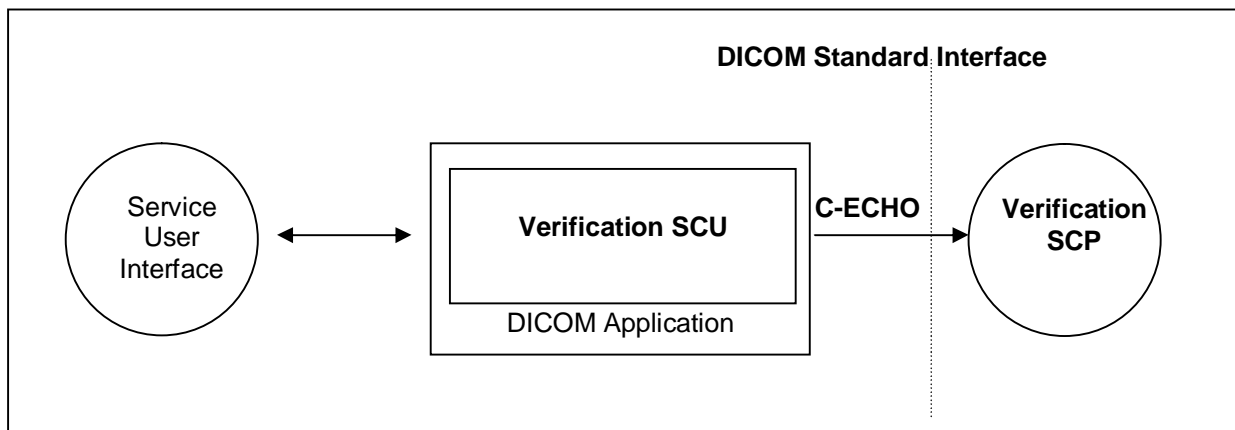 DICOM Standard Interface
Service
User
Interface
Verification SCU
DICOM Application
C-ECHO
Verification
SCP